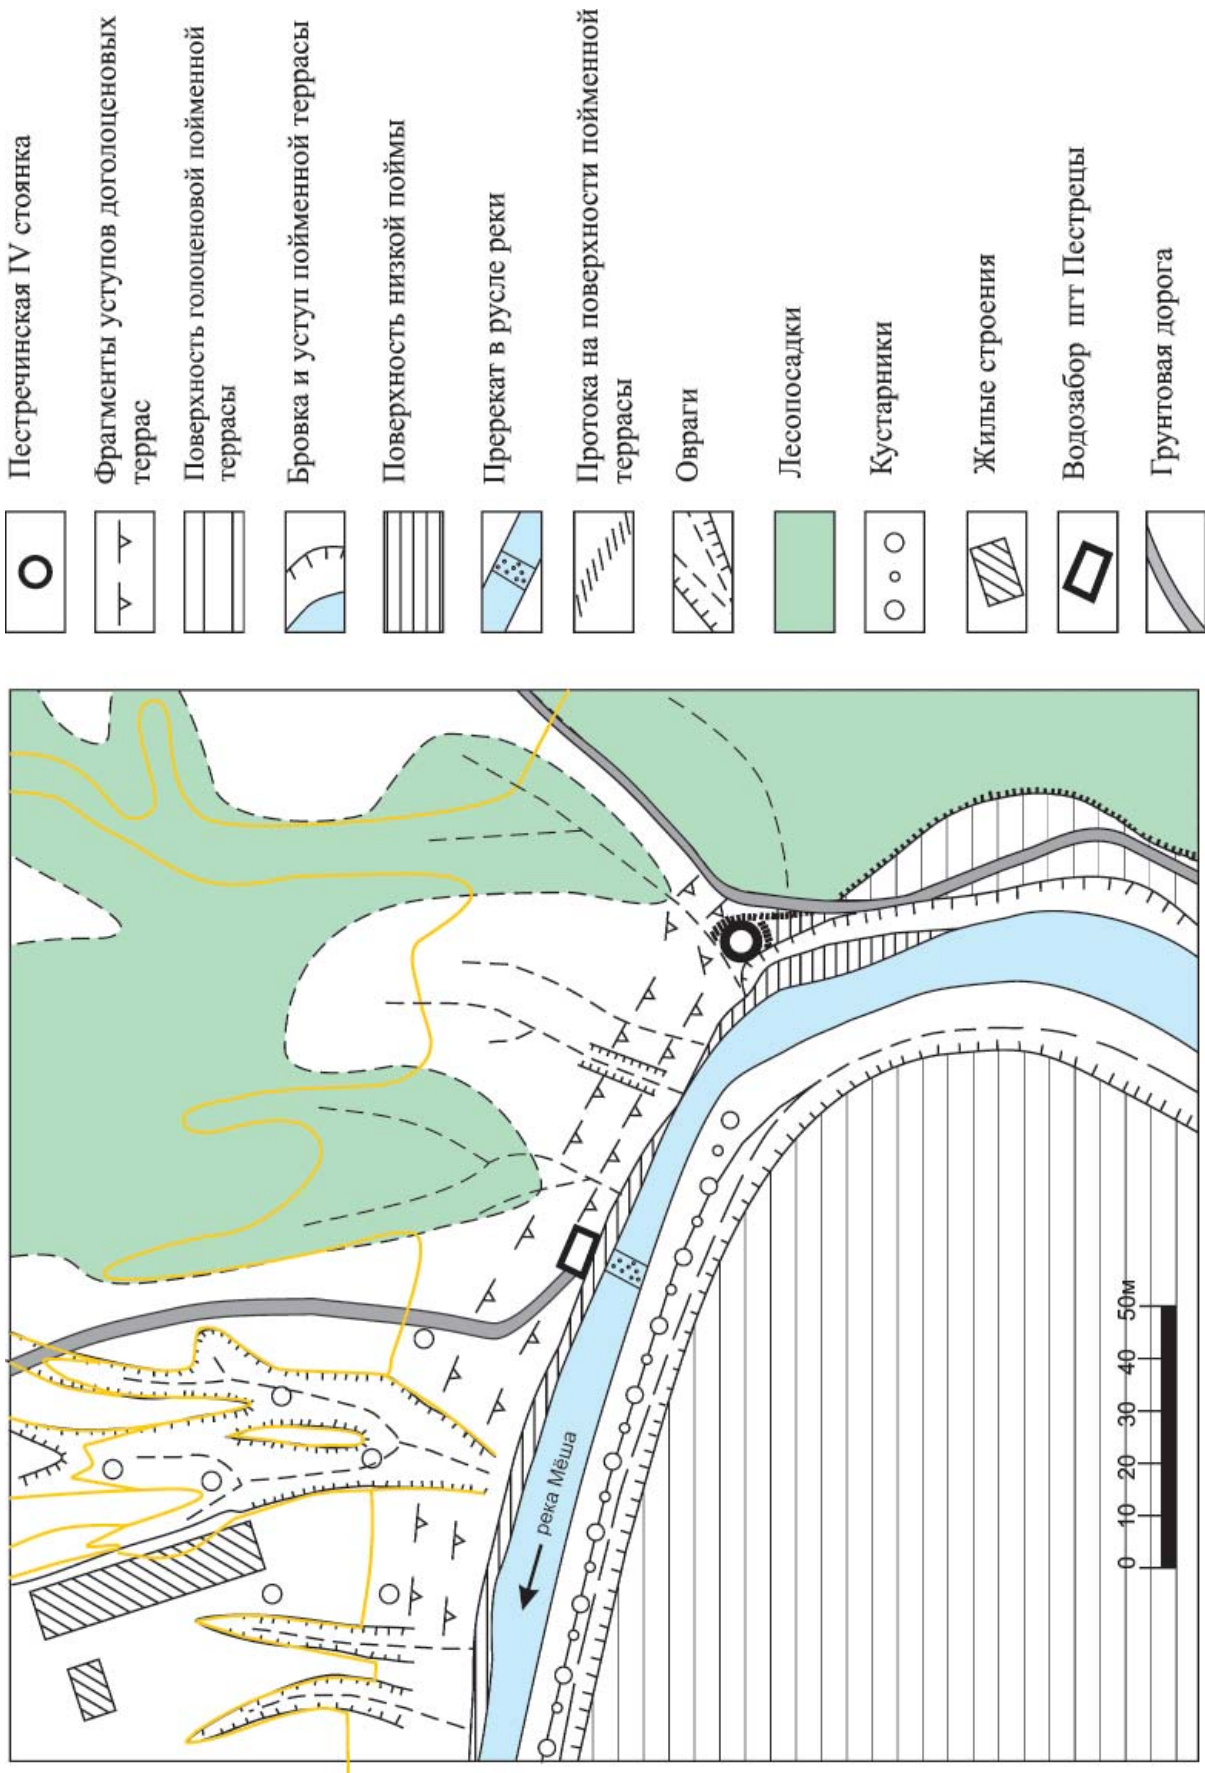 Пестречинская IV стоянка
Фрагменты уступов доголоценовых
террас
Поверхность голоценовой пойменной
террасы
Бровка и уступ пойменной террасы
Поверхность низкой поймы
Пререкат в русле реки
Протока на поверхности пойменной
террасы
Овраги
Лесопосадки
Кустарники
Жилые строения
Водозабор пгт Пестрецы
Грунтовая дорога
река Мёша
0 10 20 30 40 50м